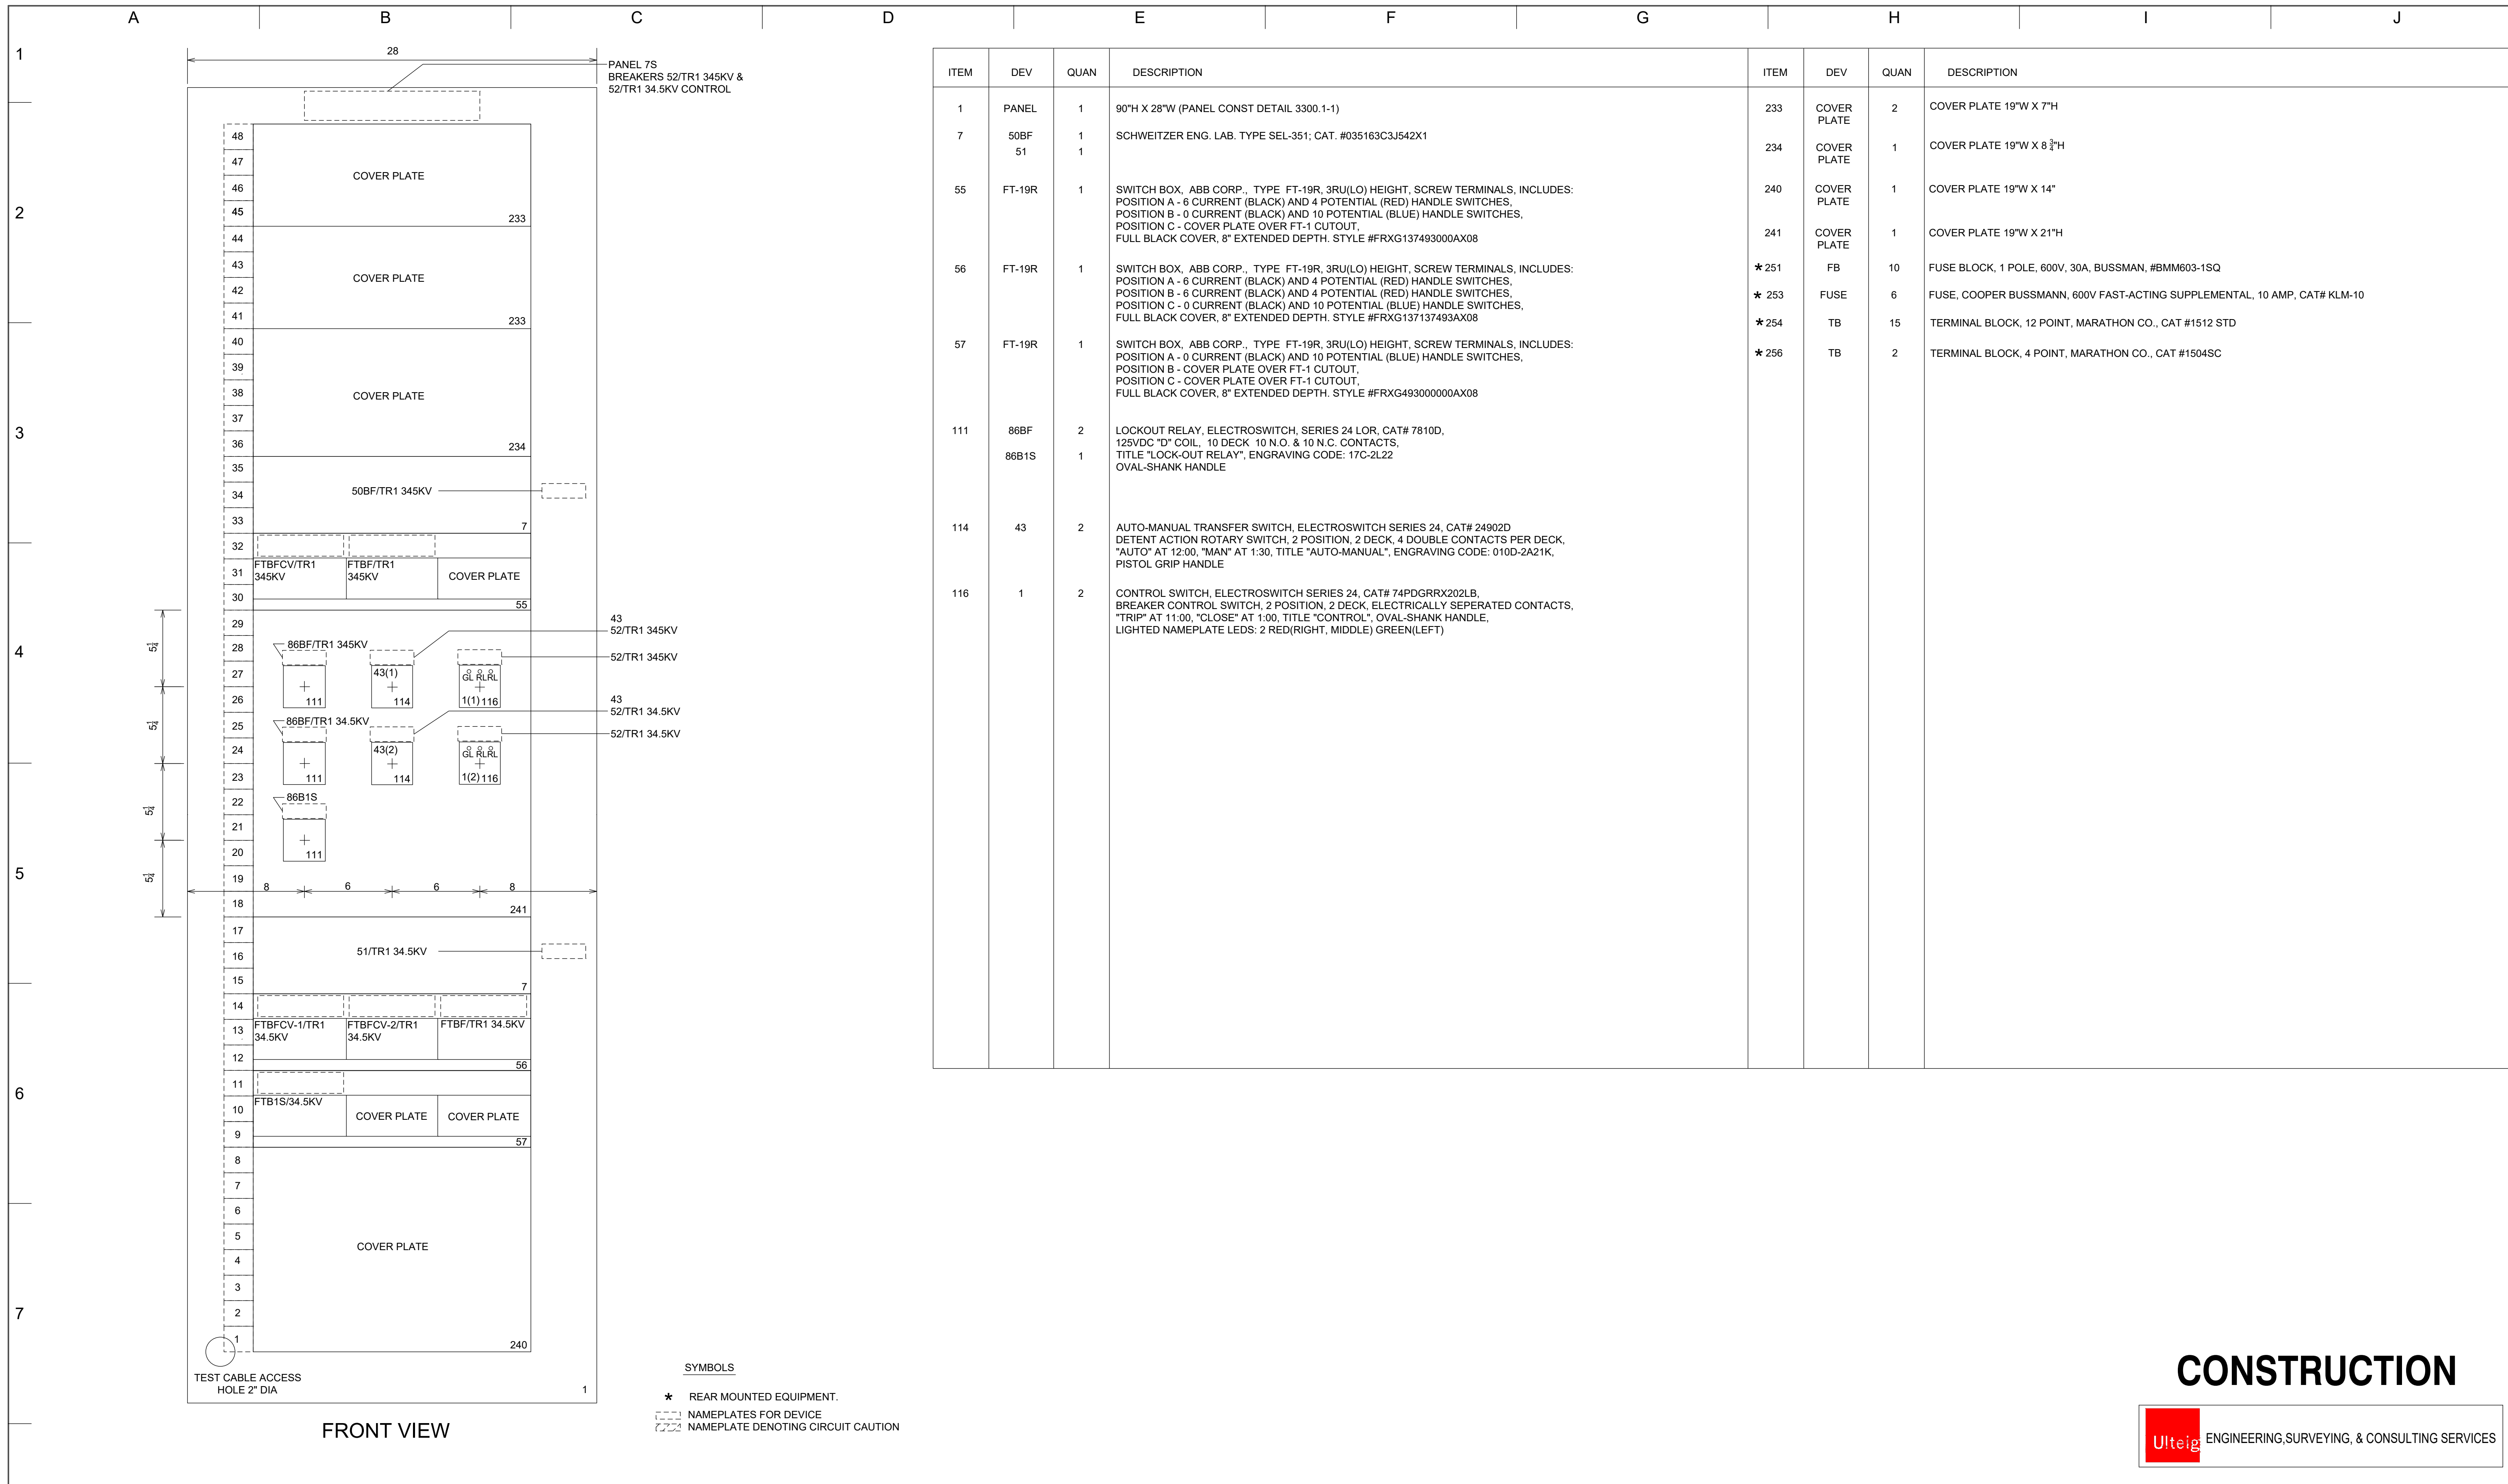 A B C D E F G H I J
1
2
3
4
5
6
7
28
PANEL 7S
BREAKERS 52/TR1 345KV &
52/TR1 34.5KV CONTROL
48
47
46
45
COVER PLATE
233
44
43
42
41
COVER PLATE
233
40
39
38
37
36
COVER PLATE
234
35
34
33
50BF/TR1 345KV
7
32
31
30
FTBFCV/TR1
345KV
FTBF/TR1
345KV
COVER PLATE
55
29
28
27
26
25
24
23
22
21
20
19
18
5 1/4
5 1/4
5 1/4
5 1/4
86BF/TR1 345KV
111
43(1)
114
GL RL RL
1(1) 116
43
52/TR1 345KV
52/TR1 345KV
86BF/TR1 34.5KV
111
43(2)
114
GL RL RL
1(2) 116
43
52/TR1 34.5KV
52/TR1 34.5KV
86B1S
111
8 6 6 8
241
17
16
15
51/TR1 34.5KV
7
14
13
12
FTBFCV-1/TR1
34.5KV
FTBFCV-2/TR1
34.5KV
FTBF/TR1 34.5KV
56
11
10
9
FTB1S/34.5KV
COVER PLATE
COVER PLATE
57
8
7
6
5
4
3
2
1
COVER PLATE
240
TEST CABLE ACCESS
HOLE 2" DIA
1
FRONT VIEW
SYMBOLS
* REAR MOUNTED EQUIPMENT.
NAMEPLATES FOR DEVICE
NAMEPLATE DENOTING CIRCUIT CAUTION
ITEM DEV QUAN DESCRIPTION
1 PANEL 1 90"H X 28"W (PANEL CONST DETAIL 3300.1-1)
7 50BF 1 SCHWEITZER ENG. LAB. TYPE SEL-351; CAT. #035163C3J542X1
51 1
55 FT-19R 1 SWITCH BOX, ABB CORP., TYPE FT-19R, 3RU(LO) HEIGHT, SCREW TERMINALS, INCLUDES:
POSITION A - 6 CURRENT (BLACK) AND 4 POTENTIAL (RED) HANDLE SWITCHES,
POSITION B - 0 CURRENT (BLACK) AND 10 POTENTIAL (BLUE) HANDLE SWITCHES,
POSITION C - COVER PLATE OVER FT-1 CUTOUT,
FULL BLACK COVER, 8" EXTENDED DEPTH. STYLE #FRXG137493000AX08
56 FT-19R 1 SWITCH BOX, ABB CORP., TYPE FT-19R, 3RU(LO) HEIGHT, SCREW TERMINALS, INCLUDES:
POSITION A - 6 CURRENT (BLACK) AND 4 POTENTIAL (RED) HANDLE SWITCHES,
POSITION B - 6 CURRENT (BLACK) AND 4 POTENTIAL (RED) HANDLE SWITCHES,
POSITION C - 0 CURRENT (BLACK) AND 10 POTENTIAL (BLUE) HANDLE SWITCHES,
FULL BLACK COVER, 8" EXTENDED DEPTH. STYLE #FRXG137137493AX08
57 FT-19R 1 SWITCH BOX, ABB CORP., TYPE FT-19R, 3RU(LO) HEIGHT, SCREW TERMINALS, INCLUDES:
POSITION A - 0 CURRENT (BLACK) AND 10 POTENTIAL (BLUE) HANDLE SWITCHES,
POSITION B - COVER PLATE OVER FT-1 CUTOUT,
POSITION C - COVER PLATE OVER FT-1 CUTOUT,
FULL BLACK COVER, 8" EXTENDED DEPTH. STYLE #FRXG493000000AX08
111 86BF 2 LOCKOUT RELAY, ELECTROSWITCH, SERIES 24 LOR, CAT# 7810D,
125VDC "D" COIL, 10 DECK 10 N.O. & 10 N.C. CONTACTS,
86B1S 1 TITLE "LOCK-OUT RELAY", ENGRAVING CODE: 17C-2L22
OVAL-SHANK HANDLE
114 43 2 AUTO-MANUAL TRANSFER SWITCH, ELECTROSWITCH SERIES 24, CAT# 24902D
DETENT ACTION ROTARY SWITCH, 2 POSITION, 2 DECK, 4 DOUBLE CONTACTS PER DECK,
"AUTO" AT 12:00, "MAN" AT 1:30, TITLE "AUTO-MANUAL", ENGRAVING CODE: 010D-2A21K,
PISTOL GRIP HANDLE
116 1 2 CONTROL SWITCH, ELECTROSWITCH SERIES 24, CAT# 74PDGRRX202LB,
BREAKER CONTROL SWITCH, 2 POSITION, 2 DECK, ELECTRICALLY SEPERATED CONTACTS,
"TRIP" AT 11:00, "CLOSE" AT 1:00, TITLE "CONTROL", OVAL-SHANK HANDLE,
LIGHTED NAMEPLATE LEDS: 2 RED(RIGHT, MIDDLE) GREEN(LEFT)
ITEM DEV QUAN DESCRIPTION
233 COVER PLATE 2 COVER PLATE 19"W X 7"H
234 COVER PLATE 1 COVER PLATE 19"W X 8 3/4"H
240 COVER PLATE 1 COVER PLATE 19"W X 14"
241 COVER PLATE 1 COVER PLATE 19"W X 21"H
* 251 FB 10 FUSE BLOCK, 1 POLE, 600V, 30A, BUSSMAN, #BMM603-1SQ
* 253 FUSE 6 FUSE, COOPER BUSSMANN, 600V FAST-ACTING SUPPLEMENTAL, 10 AMP, CAT# KLM-10
* 254 TB 15 TERMINAL BLOCK, 12 POINT, MARATHON CO., CAT #1512 STD
* 256 TB 2 TERMINAL BLOCK, 4 POINT, MARATHON CO., CAT #1504SC
CONSTRUCTION
Ulteig ENGINEERING,SURVEYING, & CONSULTING SERVICES